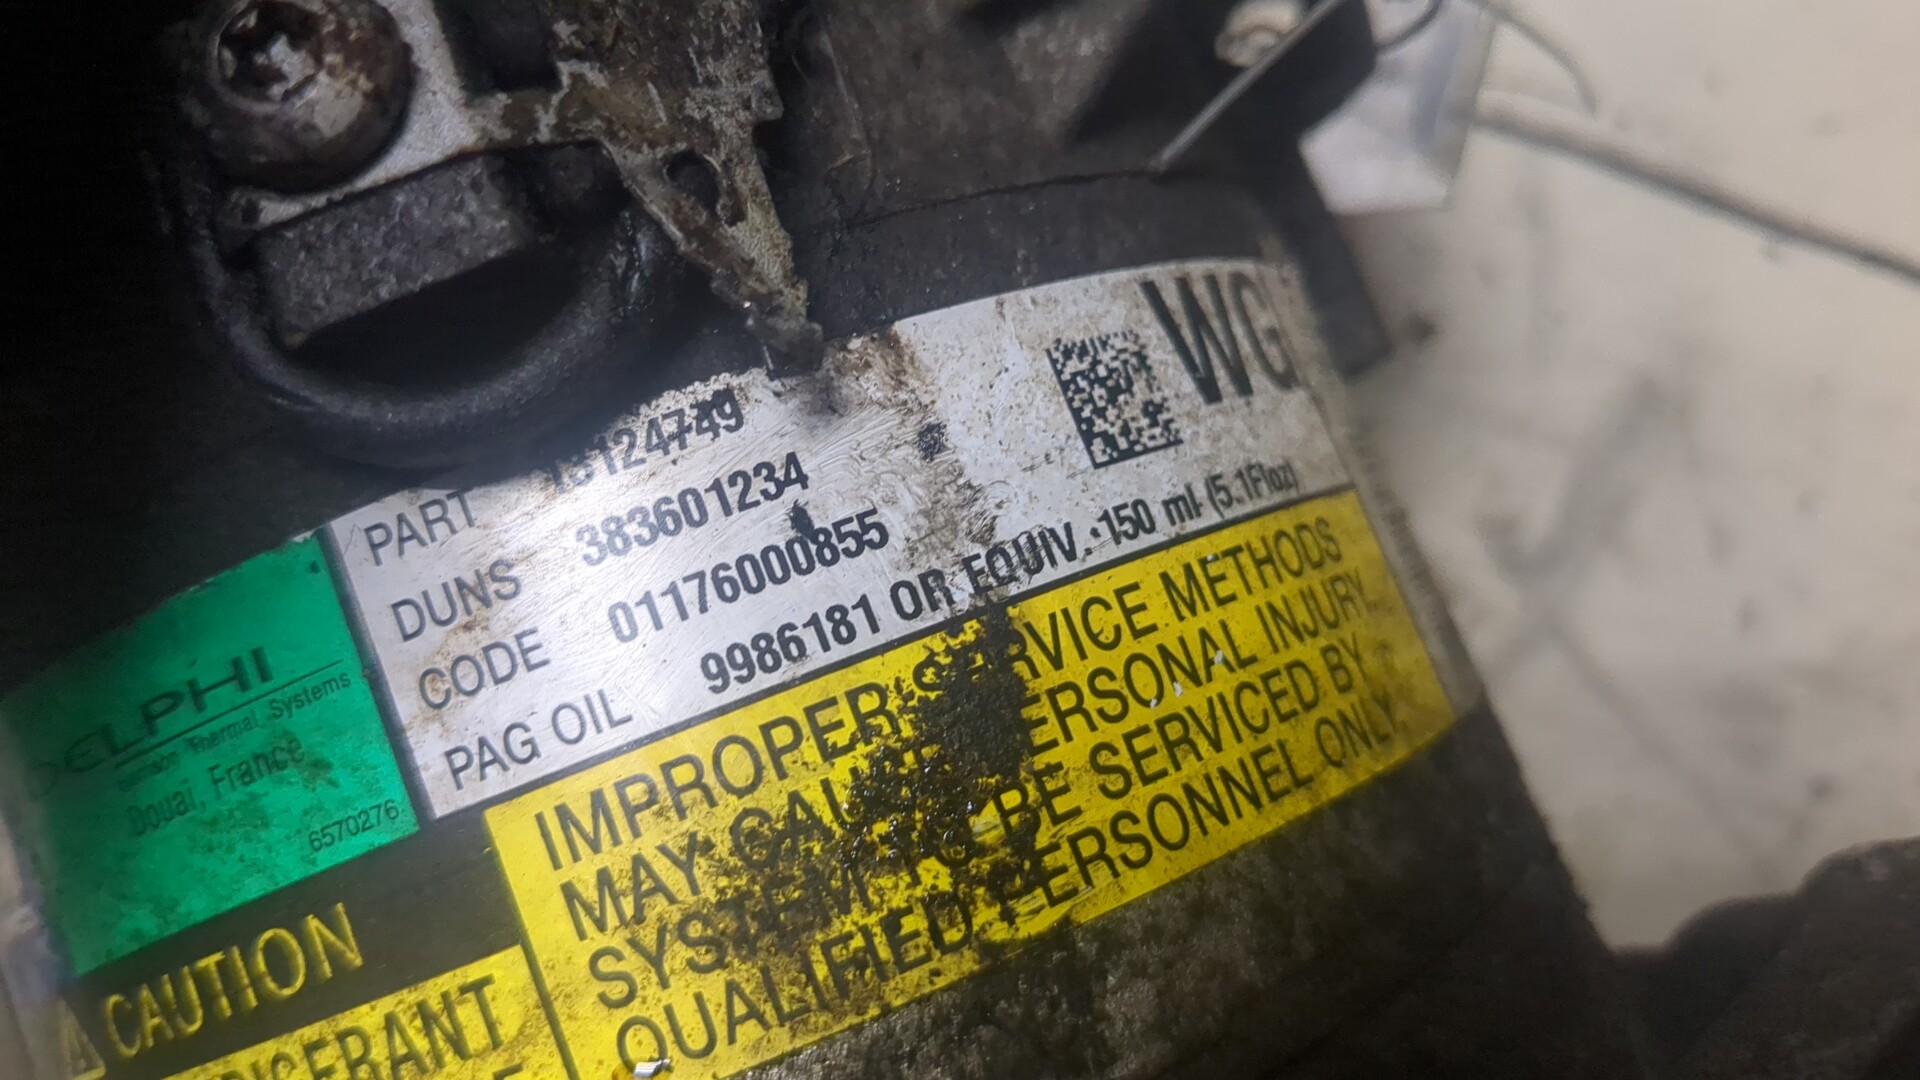 WG
PART 13124749
DUNS 383601234
CODE 01176000855
PAG OIL 9986181 OR EQUIV. 150 ml (5.1Floz)
DELPHI
Thermal Systems
Douai, France
6570276
CAUTION
IMPROPER SERVICE METHODS
MAY CAUSE PERSONAL INJURY.
SYSTEM TO BE SERVICED BY
QUALIFIED PERSONNEL ONLY.